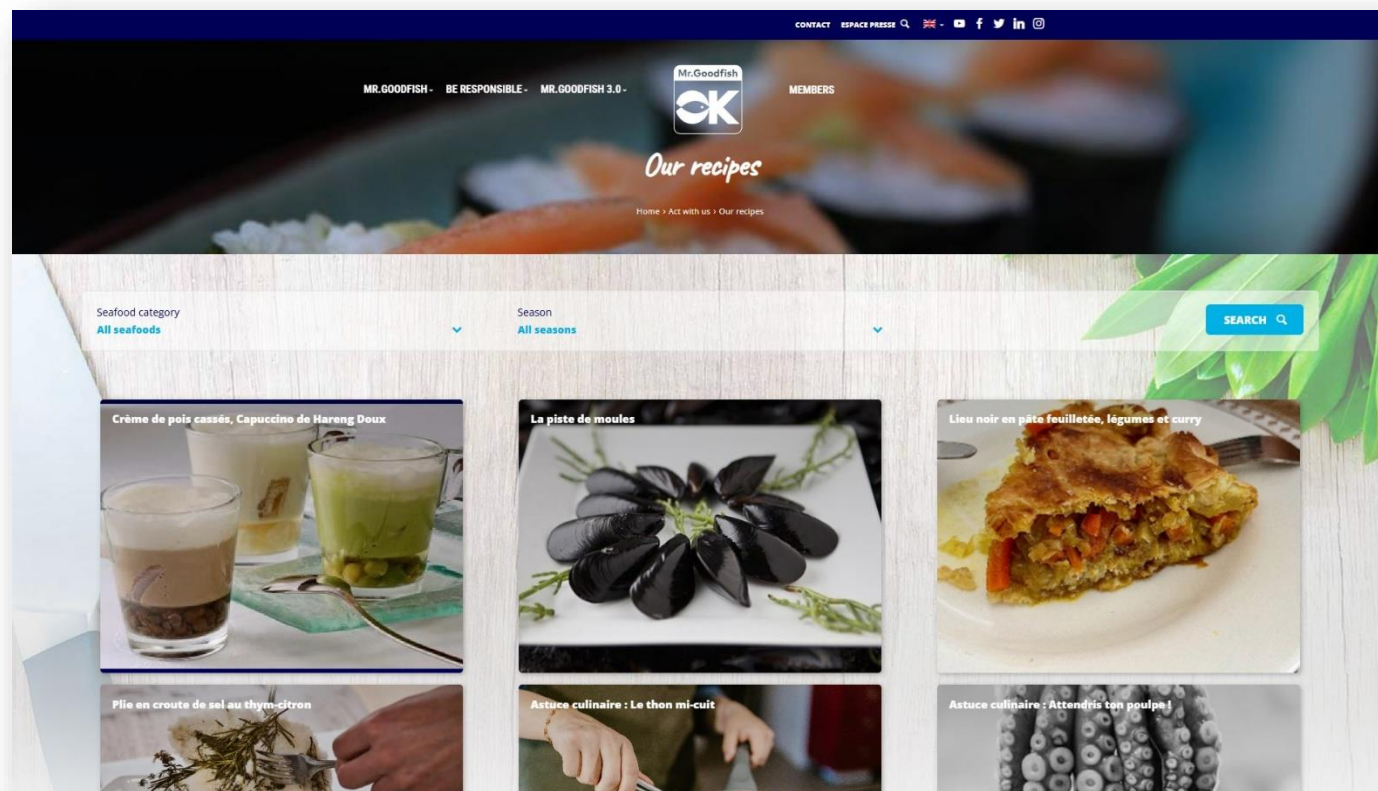 CONTACT ESPACE PRESSE
MR.GOODFISH BE RESPONSIBLE MR.GOODFISH 3.0 MEMBERS
Mr.Goodfish
OK
Our recipes
Home › Act with us › Our recipes
Seafood category
All seafoods
Season
All seasons
SEARCH
Crème de pois cassés, Capuccino de Hareng Doux
La piste de moules
Lieu noir en pâte feuilletée, légumes et curry
Plie en croute de sel au thym-citron
Astuce culinaire : Le thon mi-cuit
Astuce culinaire : Attendris ton poulpe !